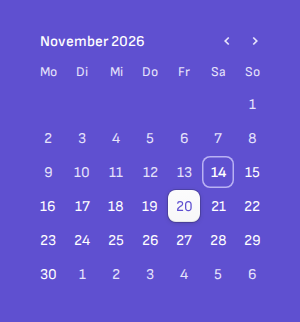 November 2026
Mo Di Mi Do Fr Sa So
1
2 3 4 5 6 7 8
9 10 11 12 13 14 15
16 17 18 19 20 21 22
23 24 25 26 27 28 29
30 1 2 3 4 5 6